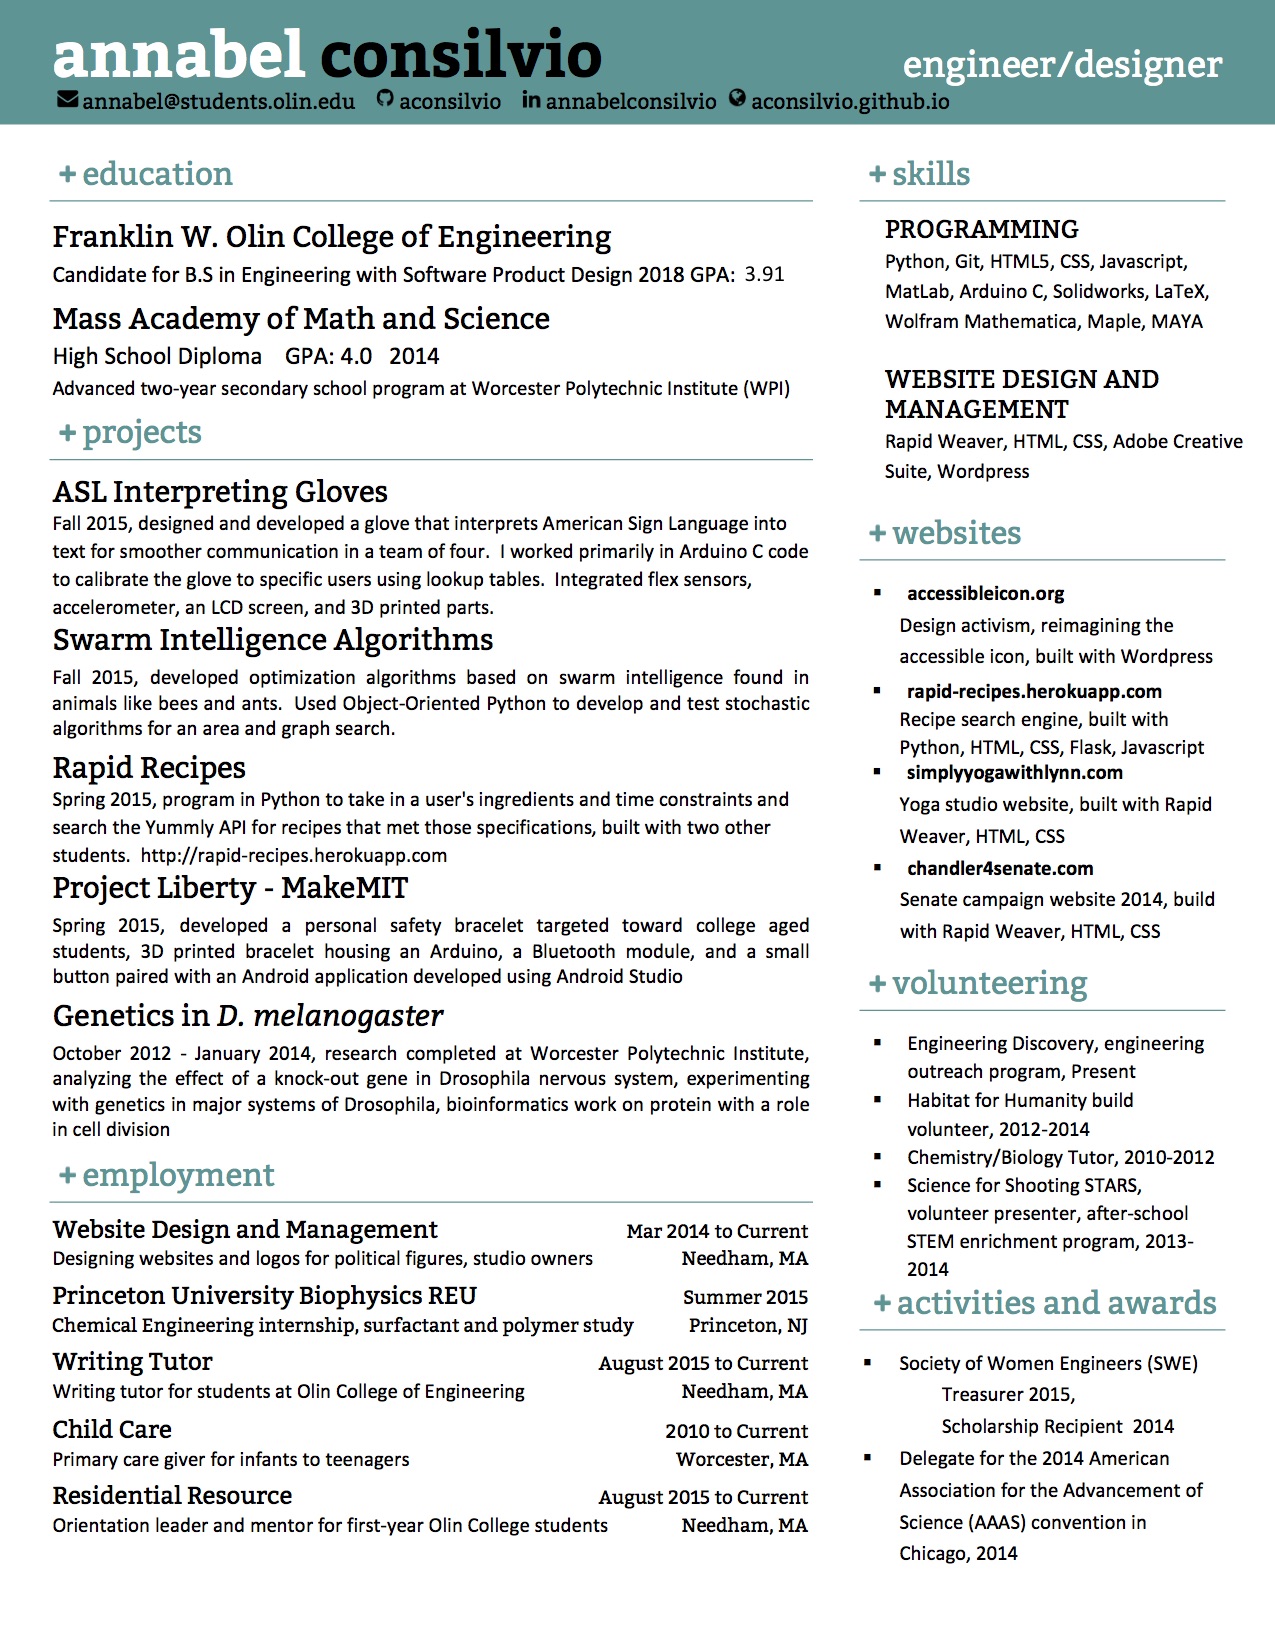 annabel consilvio
engineer/designer
annabel@students.olin.edu aconsilvio annabelconsilvio aconsilvio.github.io
+ education
Franklin W. Olin College of Engineering
Candidate for B.S in Engineering with Software Product Design 2018 GPA: 3.91
Mass Academy of Math and Science
High School Diploma GPA: 4.0 2014
Advanced two-year secondary school program at Worcester Polytechnic Institute (WPI)
+ projects
ASL Interpreting Gloves
Fall 2015, designed and developed a glove that interprets American Sign Language into
text for smoother communication in a team of four. I worked primarily in Arduino C code
to calibrate the glove to specific users using lookup tables. Integrated flex sensors,
accelerometer, an LCD screen, and 3D printed parts.
Swarm Intelligence Algorithms
Fall 2015, developed optimization algorithms based on swarm intelligence found in
animals like bees and ants. Used Object-Oriented Python to develop and test stochastic
algorithms for an area and graph search.
Rapid Recipes
Spring 2015, program in Python to take in a user's ingredients and time constraints and
search the Yummly API for recipes that met those specifications, built with two other
students. http://rapid-recipes.herokuapp.com
Project Liberty - MakeMIT
Spring 2015, developed a personal safety bracelet targeted toward college aged
students, 3D printed bracelet housing an Arduino, a Bluetooth module, and a small
button paired with an Android application developed using Android Studio
Genetics in D. melanogaster
October 2012 - January 2014, research completed at Worcester Polytechnic Institute,
analyzing the effect of a knock-out gene in Drosophila nervous system, experimenting
with genetics in major systems of Drosophila, bioinformatics work on protein with a role
in cell division
+ employment
Website Design and Management Mar 2014 to Current
Designing websites and logos for political figures, studio owners Needham, MA
Princeton University Biophysics REU Summer 2015
Chemical Engineering internship, surfactant and polymer study Princeton, NJ
Writing Tutor August 2015 to Current
Writing tutor for students at Olin College of Engineering Needham, MA
Child Care 2010 to Current
Primary care giver for infants to teenagers Worcester, MA
Residential Resource August 2015 to Current
Orientation leader and mentor for first-year Olin College students Needham, MA
+ skills
PROGRAMMING
Python, Git, HTML5, CSS, Javascript,
MatLab, Arduino C, Solidworks, LaTeX,
Wolfram Mathematica, Maple, MAYA
WEBSITE DESIGN AND
MANAGEMENT
Rapid Weaver, HTML, CSS, Adobe Creative
Suite, Wordpress
+ websites
▪ accessibleicon.org
Design activism, reimagining the
accessible icon, built with Wordpress
▪ rapid-recipes.herokuapp.com
Recipe search engine, built with
Python, HTML, CSS, Flask, Javascript
▪ simplyyogawithlynn.com
Yoga studio website, built with Rapid
Weaver, HTML, CSS
▪ chandler4senate.com
Senate campaign website 2014, build
with Rapid Weaver, HTML, CSS
+ volunteering
▪ Engineering Discovery, engineering
outreach program, Present
▪ Habitat for Humanity build
volunteer, 2012-2014
▪ Chemistry/Biology Tutor, 2010-2012
▪ Science for Shooting STARS,
volunteer presenter, after-school
STEM enrichment program, 2013-
2014
+ activities and awards
▪ Society of Women Engineers (SWE)
Treasurer 2015,
Scholarship Recipient 2014
▪ Delegate for the 2014 American
Association for the Advancement of
Science (AAAS) convention in
Chicago, 2014